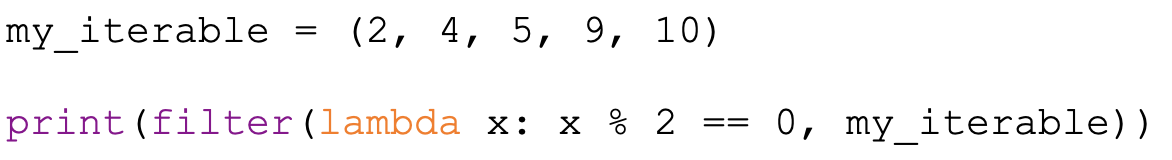 my_iterable = (2, 4, 5, 9, 10)
print(filter(lambda x: x % 2 == 0, my_iterable))